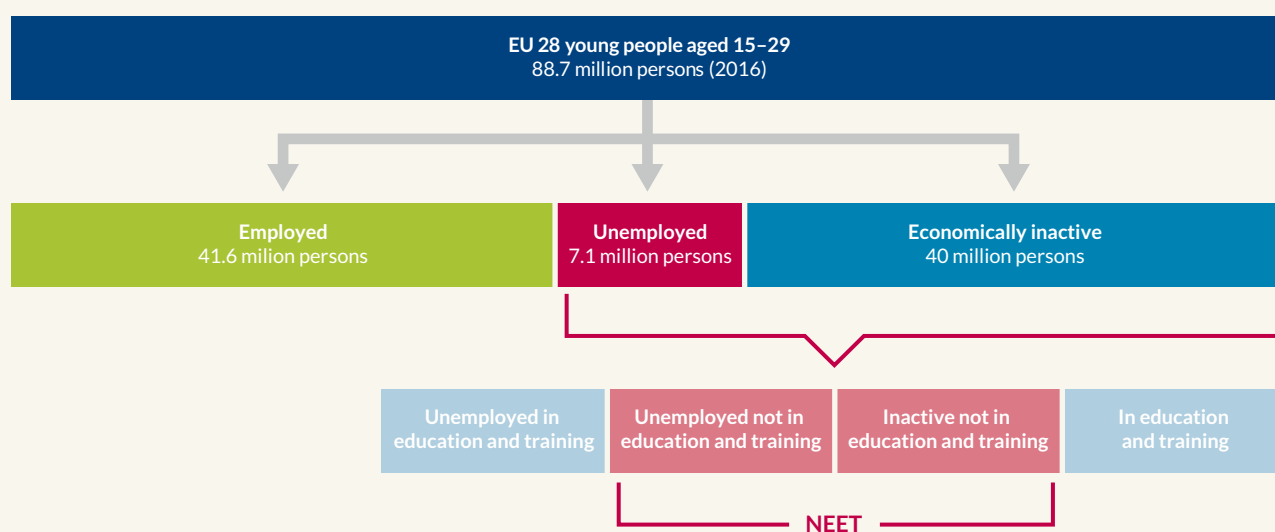 EU 28 young people aged 15–29
88.7 million persons (2016)
Employed
41.6 milion persons
Unemployed
7.1 million persons
Economically inactive
40 million persons
Unemployed in
education and training
Unemployed not in
education and training
Inactive not in
education and training
In education
and training
NEET